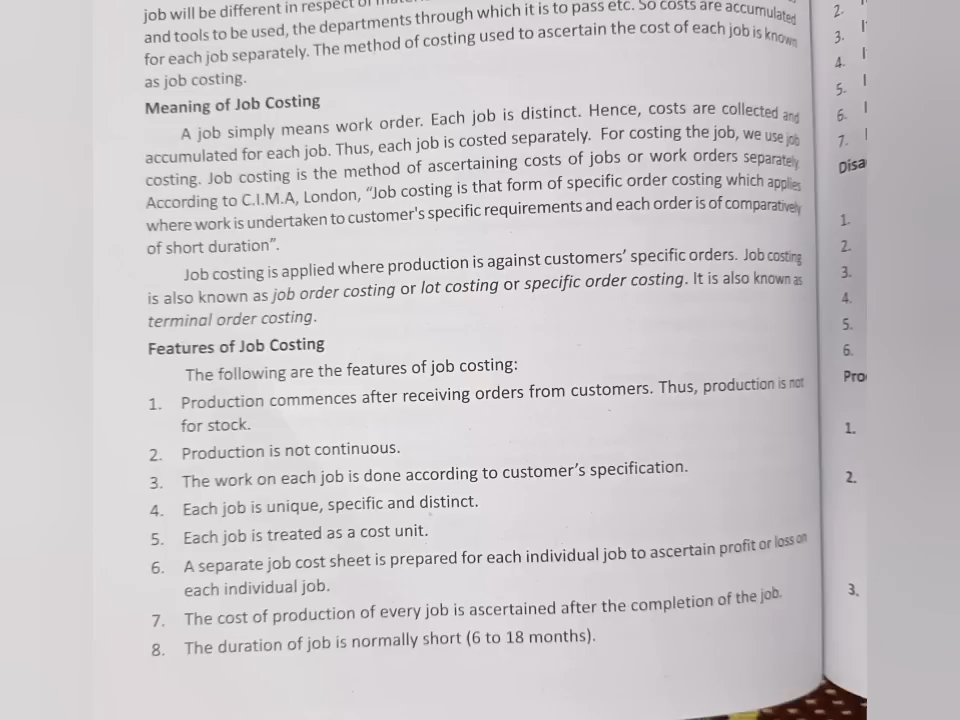 job will be different in respect of
and tools to be used, the departments through which it is to pass etc. So costs are accumulated
for each job separately. The method of costing used to ascertain the cost of each job is known
as job costing.
Meaning of Job Costing
A job simply means work order. Each job is distinct. Hence, costs are collected and
accumulated for each job. Thus, each job is costed separately. For costing the job, we use job
costing. Job costing is the method of ascertaining costs of jobs or work orders separately.
According to C.I.M.A, London, “Job costing is that form of specific order costing which applies
where work is undertaken to customer's specific requirements and each order is of comparatively
of short duration”.
Job costing is applied where production is against customers’ specific orders. Job costing
is also known as job order costing or lot costing or specific order costing. It is also known as
terminal order costing.
Features of Job Costing
The following are the features of job costing:
1. Production commences after receiving orders from customers. Thus, production is not
for stock.
2. Production is not continuous.
3. The work on each job is done according to customer’s specification.
4. Each job is unique, specific and distinct.
5. Each job is treated as a cost unit.
6. A separate job cost sheet is prepared for each individual job to ascertain profit or loss on
each individual job.
7. The cost of production of every job is ascertained after the completion of the job.
8. The duration of job is normally short (6 to 18 months).
2.
3.
4.
5.
6.
7.
Disa
1.
2.
3.
4.
5.
6.
Pro
1.
2.
3.